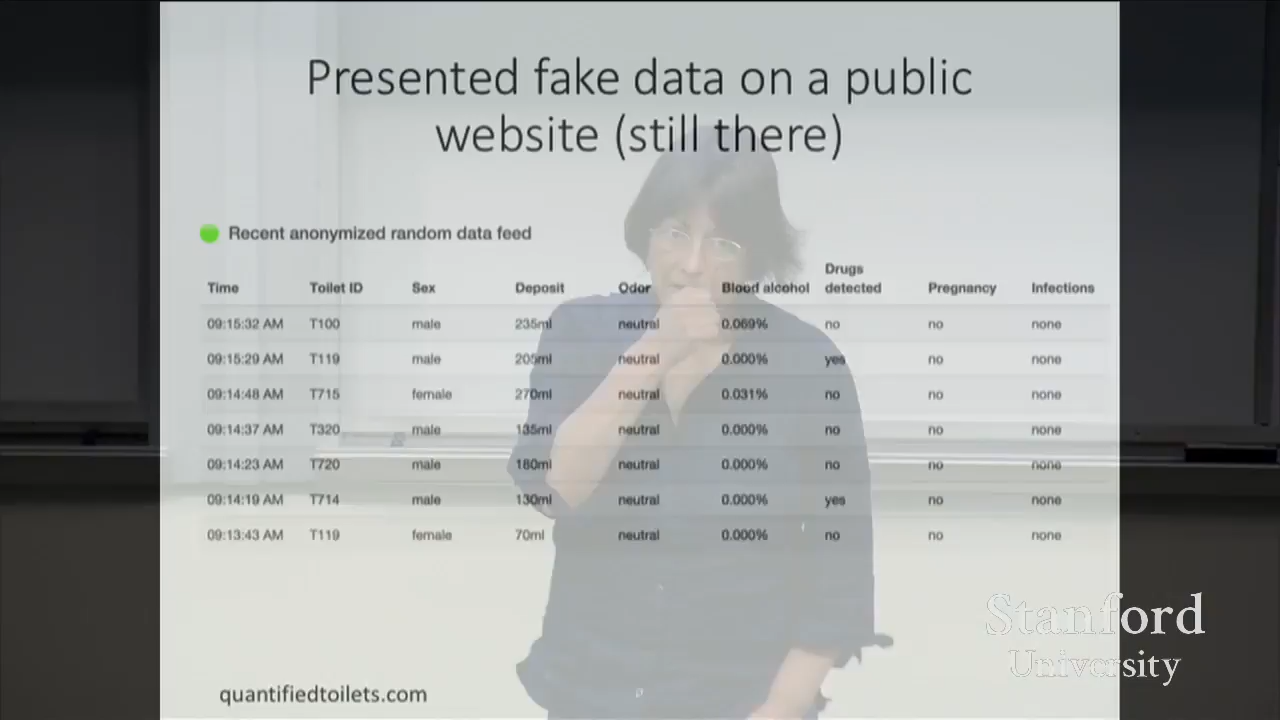 Presented fake data on a public
website (still there)
Recent anonymized random data feed
Time Toilet ID Sex Deposit Odor Blood alcohol Drugs detected Pregnancy Infections
09:15:32 AM T100 male 235ml neutral 0.069% no no none
09:15:29 AM T119 male 205ml neutral 0.000% yes no none
09:14:48 AM T715 female 270ml neutral 0.031% no no none
09:14:37 AM T320 male 135ml neutral 0.000% no no none
09:14:23 AM T720 male 180ml neutral 0.000% no no none
09:14:19 AM T714 male 130ml neutral 0.000% yes no none
09:13:43 AM T119 female 70ml neutral 0.000% no no none
Stanford
University
quantifiedtoilets.com